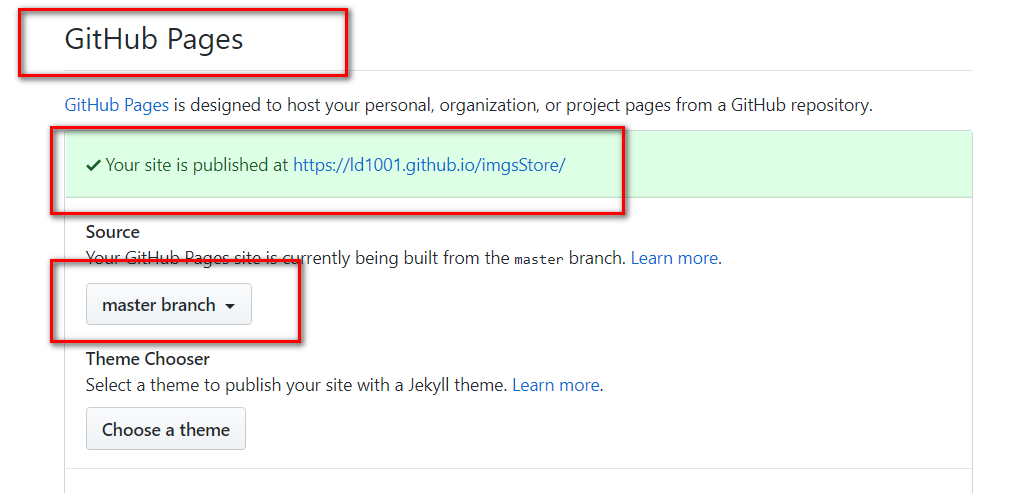 GitHub Pages
GitHub Pages is designed to host your personal, organization, or project pages from a GitHub repository.
✓ Your site is published at https://ld1001.github.io/imgsStore/
Source
Your GitHub Pages site is currently being built from the master branch. Learn more.
master branch
Theme Chooser
Select a theme to publish your site with a Jekyll theme. Learn more.
Choose a theme